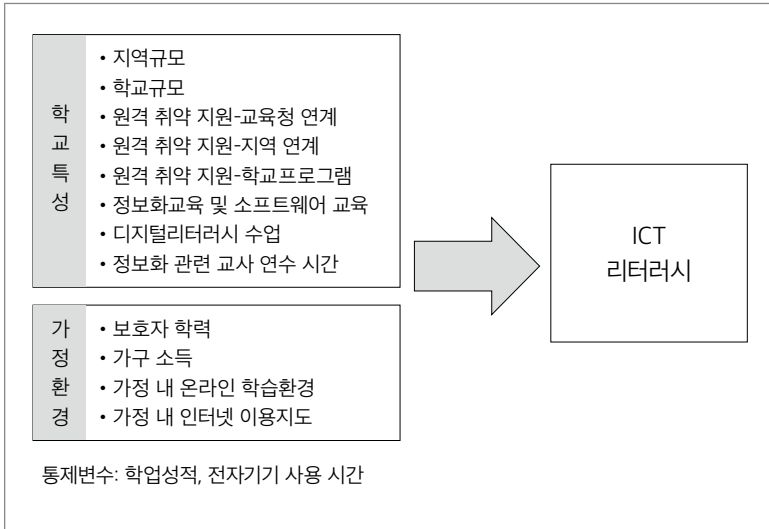 학
교
특
성
• 지역규모
• 학교규모
• 원격 취약 지원-교육청 연계
• 원격 취약 지원-지역 연계
• 원격 취약 지원-학교프로그램
• 정보화교육 및 소프트웨어 교육
• 디지털리터러시 수업
• 정보화 관련 교사 연수 시간
가
정
환
경
• 보호자 학력
• 가구 소득
• 가정 내 온라인 학습환경
• 가정 내 인터넷 이용지도
ICT
리터러시
통제변수: 학업성적, 전자기기 사용 시간